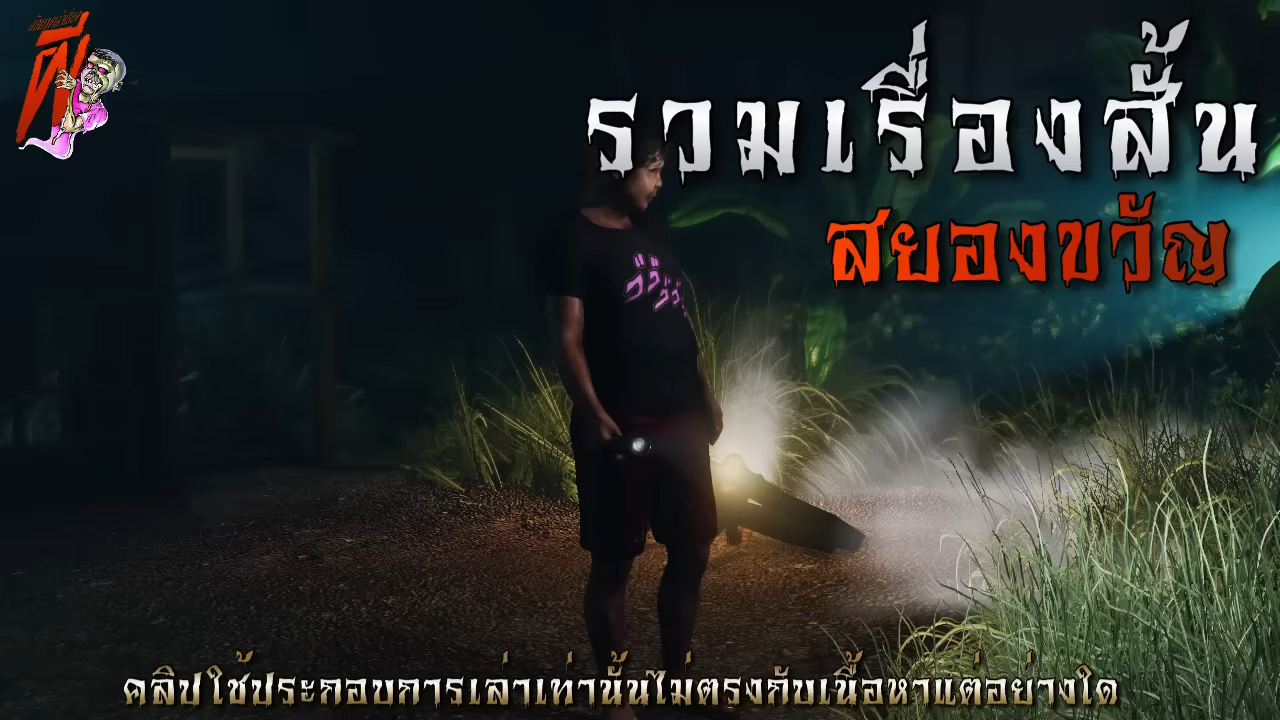 ผี
รวมเรื่องสั้น
สยองขวัญ
คลิปใช้ประกอบการเล่าเท่านั้นไม่ตรงกับเนื้อหาแต่อย่างใด